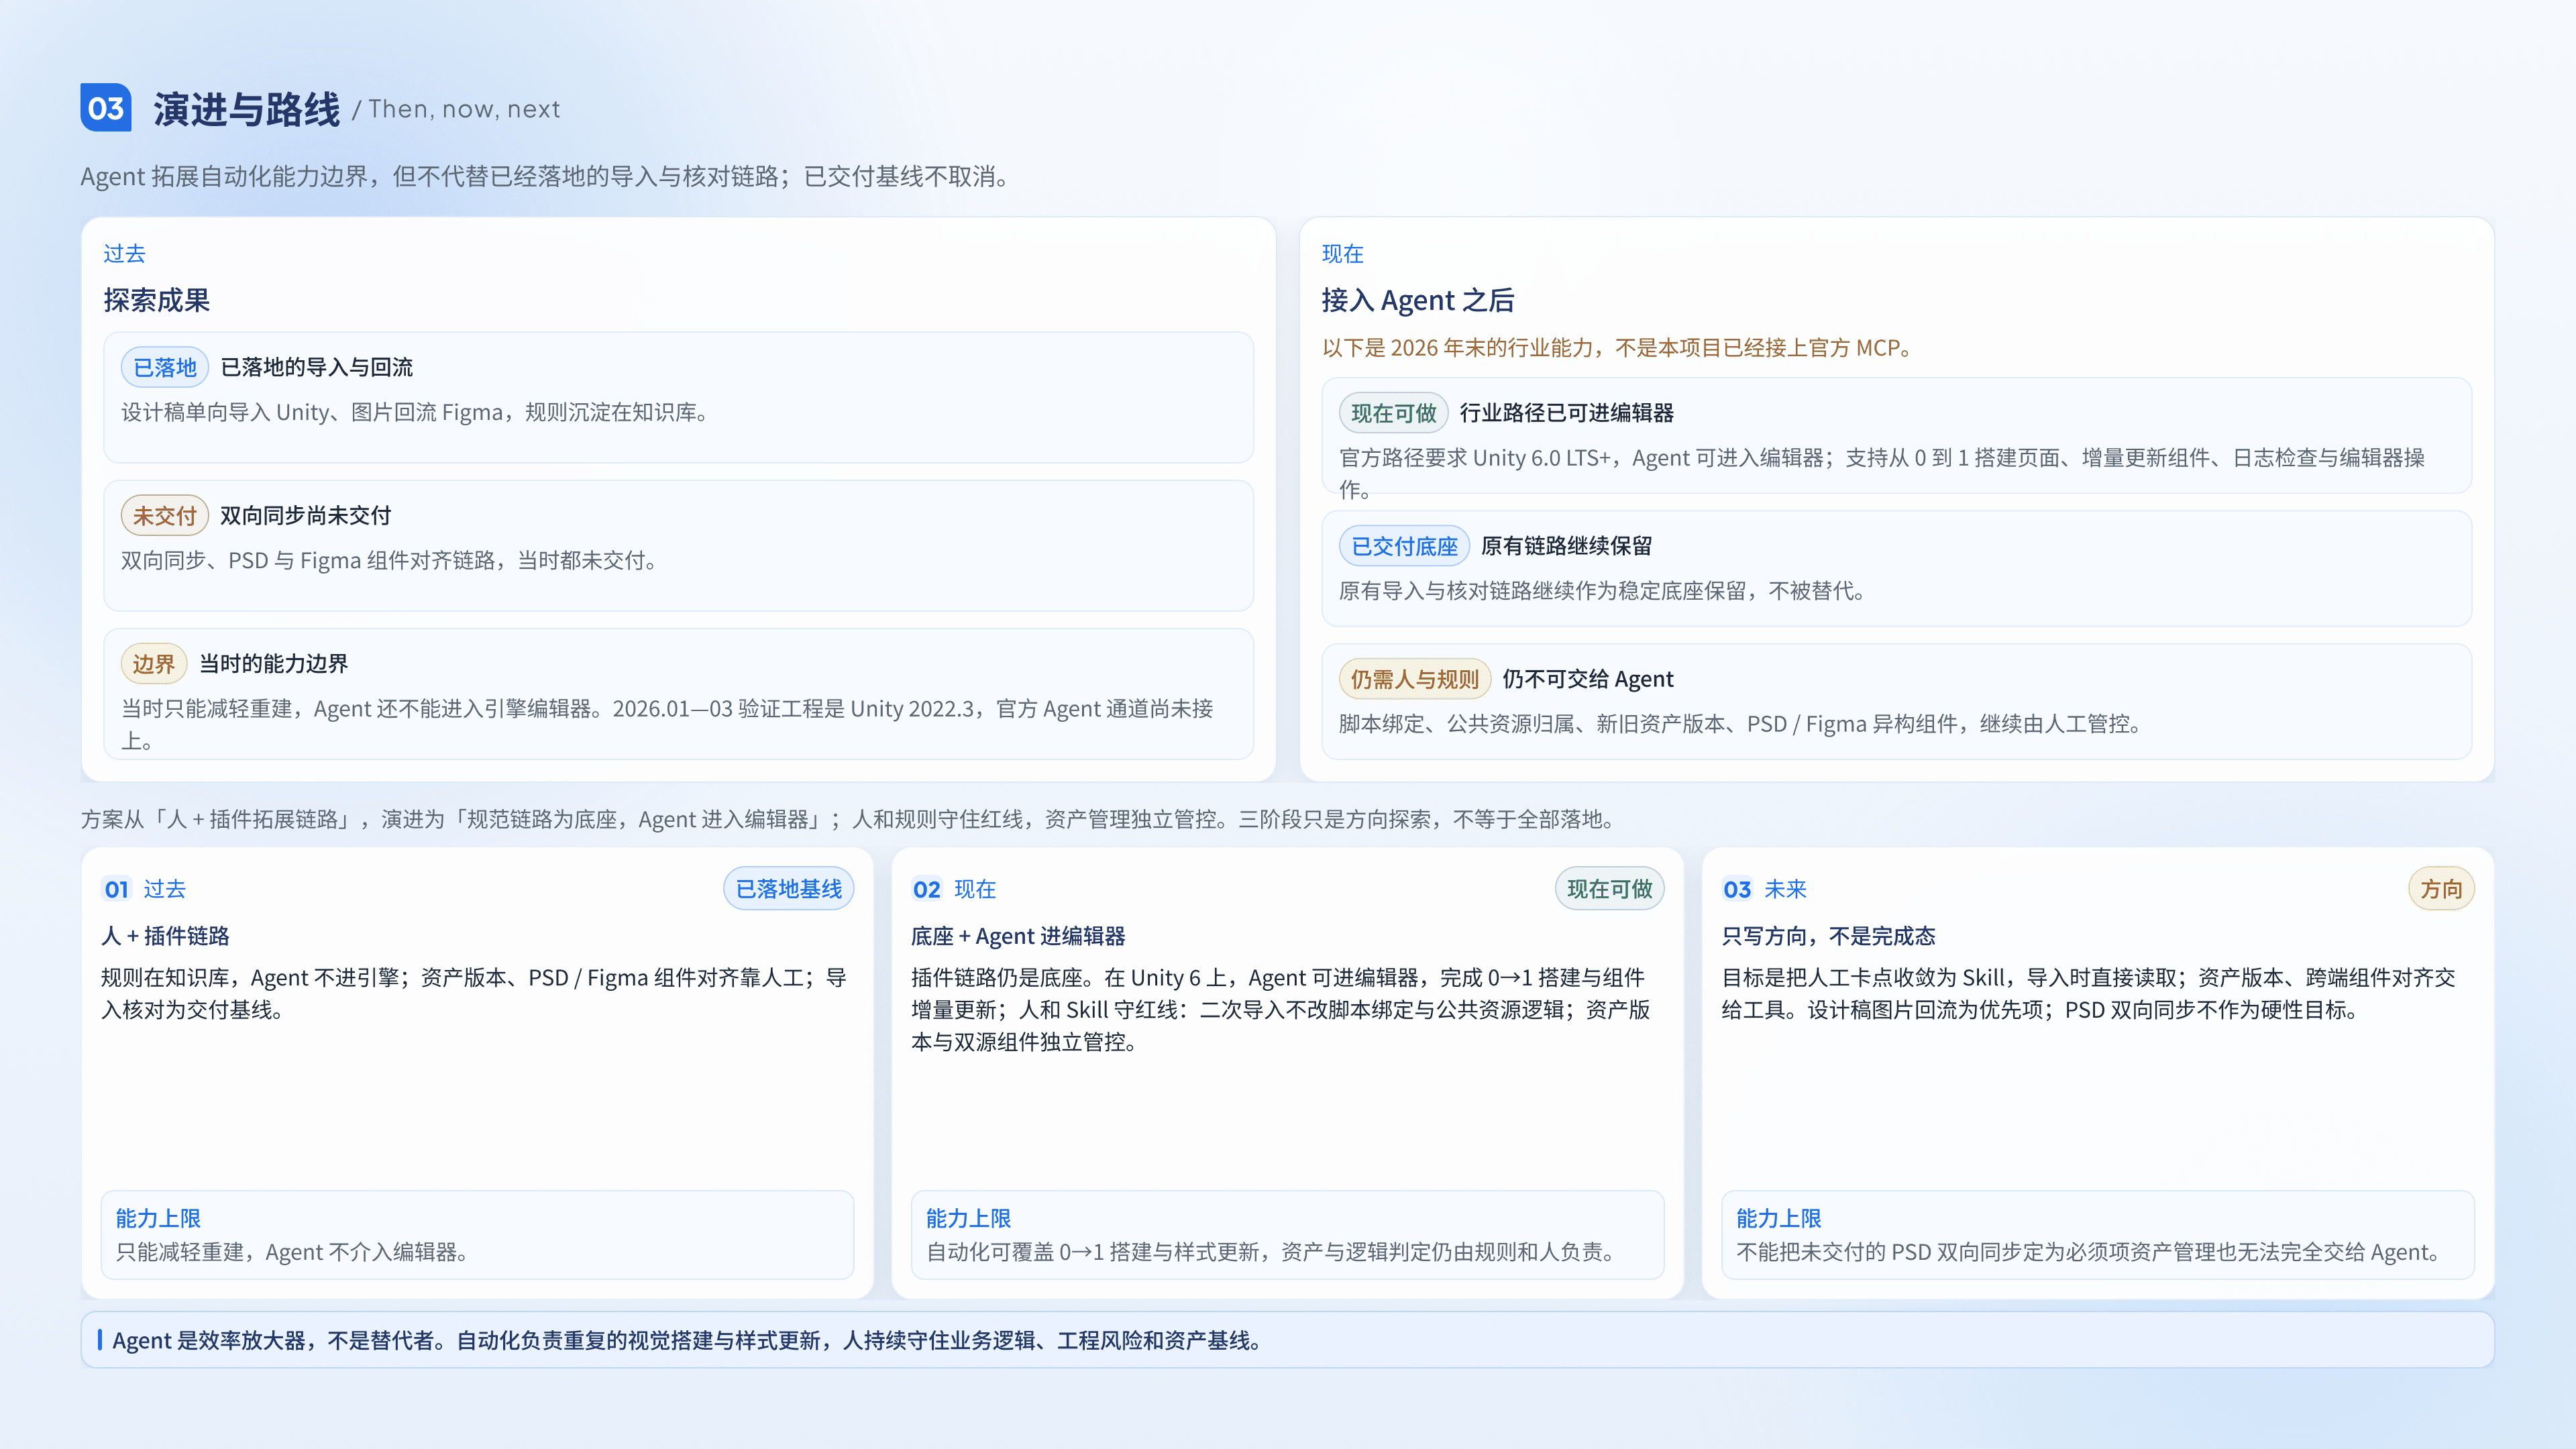 03 演进与路线 / Then, now, next
Agent 拓展自动化能力边界，但不代替已经落地的导入与核对链路；已交付基线不取消。
过去
探索成果
已落地 已落地的导入与回流
设计稿单向导入 Unity、图片回流 Figma，规则沉淀在知识库。
未交付 双向同步尚未交付
双向同步、PSD 与 Figma 组件对齐链路，当时都未交付。
边界 当时的能力边界
当时只能减轻重建，Agent 还不能进入引擎编辑器。2026.01—03 验证工程是 Unity 2022.3，官方 Agent 通道尚未接
上。
现在
接入 Agent 之后
以下是 2026 年末的行业能力，不是本项目已经接上官方 MCP。
现在可做 行业路径已可进编辑器
官方路径要求 Unity 6.0 LTS+，Agent 可进入编辑器；支持从 0 到 1 搭建页面、增量更新组件、日志检查与编辑器操
作。
已交付底座 原有链路继续保留
原有导入与核对链路继续作为稳定底座保留，不被替代。
仍需人与规则 仍不可交给 Agent
脚本绑定、公共资源归属、新旧资产版本、PSD / Figma 异构组件，继续由人工管控。
方案从「人 + 插件拓展链路」，演进为「规范链路为底座，Agent 进入编辑器」；人和规则守住红线，资产管理独立管控。三阶段只是方向探索，不等于全部落地。
01 过去 已落地基线
人 + 插件链路
规则在知识库，Agent 不进引擎；资产版本、PSD / Figma 组件对齐靠人工；导
入核对为交付基线。
能力上限
只能减轻重建，Agent 不介入编辑器。
02 现在 现在可做
底座 + Agent 进编辑器
插件链路仍是底座。在 Unity 6 上，Agent 可进编辑器，完成 0→1 搭建与组件
增量更新；人和 Skill 守红线：二次导入不改脚本绑定与公共资源逻辑；资产版
本与双源组件独立管控。
能力上限
自动化可覆盖 0→1 搭建与样式更新，资产与逻辑判定仍由规则和人负责。
03 未来 方向
只写方向，不是完成态
目标是把人工卡点收敛为 Skill，导入时直接读取；资产版本、跨端组件对齐交
给工具。设计稿图片回流为优先项；PSD 双向同步不作为硬性目标。
能力上限
不能把未交付的 PSD 双向同步定为必须项资产管理也无法完全交给 Agent。
Agent 是效率放大器，不是替代者。自动化负责重复的视觉搭建与样式更新，人持续守住业务逻辑、工程风险和资产基线。